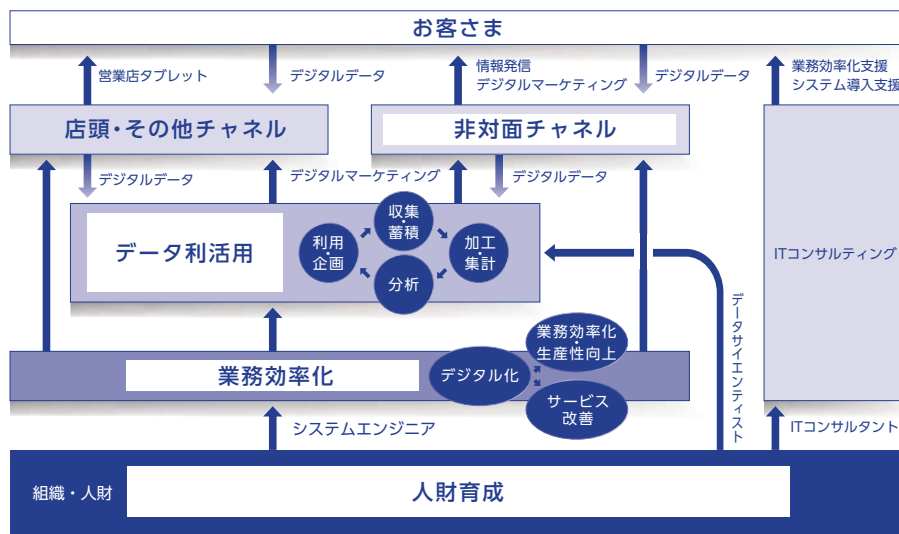 お客さま
営業店タブレット
デジタルデータ
情報発信
デジタルマーケティング
デジタルデータ
業務効率化支援
システム導入支援
店頭・その他チャネル
非対面チャネル
デジタルデータ
デジタルマーケティング
デジタルデータ
データ利活用
収集・蓄積
利用・企画
加工・集計
分析
ITコンサルティング
データサイエンティスト
業務効率化
デジタル化
業務効率化・
生産性向上
サービス
改善
システムエンジニア
ITコンサルタント
組織・人財
人財育成